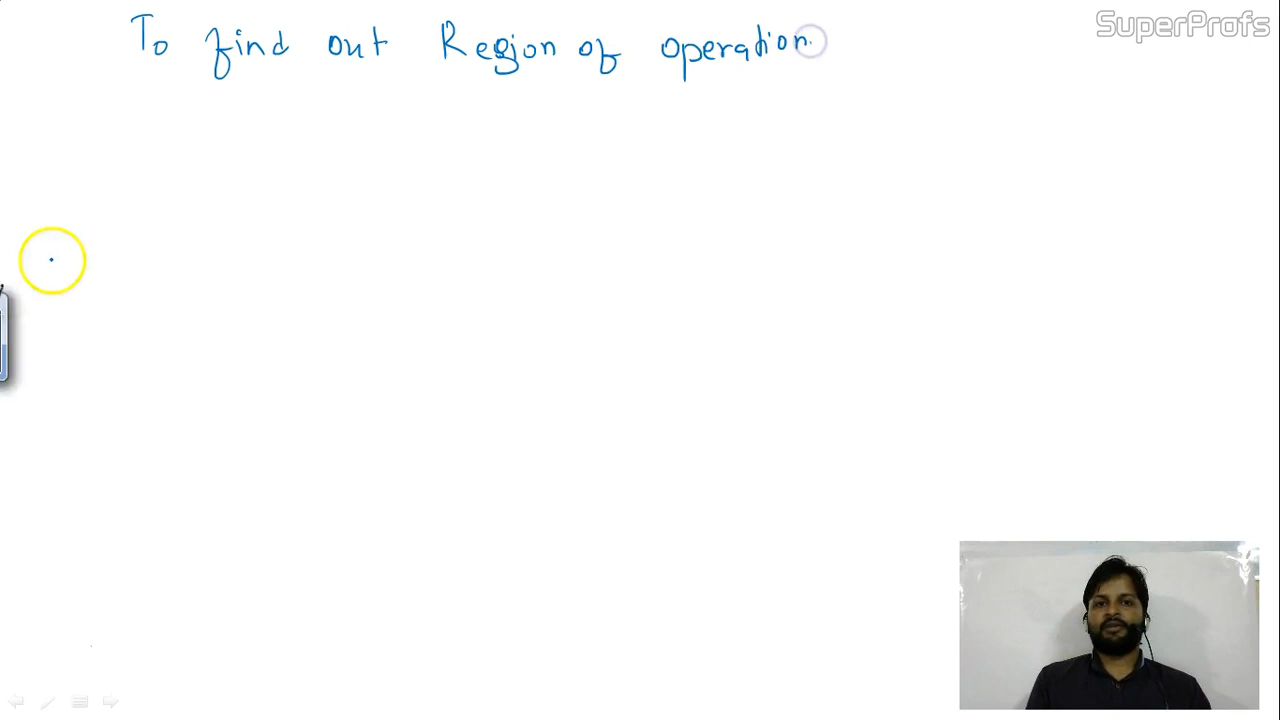 To find out Region of operation.
SuperProfs